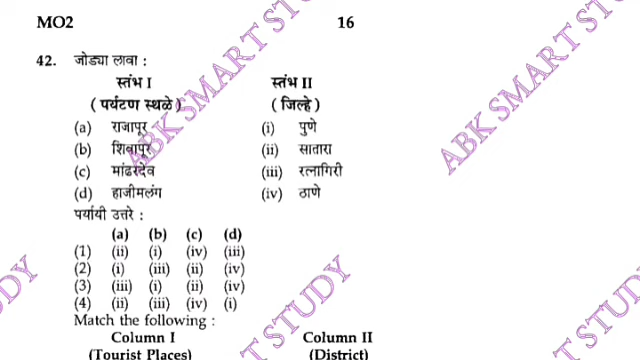 MO2 16
42. जोड्या लावा :
स्तंभ I स्तंभ II
( पर्यटण स्थळे ) ( जिल्हे )
(a) राजापूर (i) पुणे
(b) शिवापूर (ii) सातारा
(c) मांढरदेव (iii) रत्नागिरी
(d) हाजीमलंग (iv) ठाणे
पर्यायी उत्तरे :
(a) (b) (c) (d)
(1) (ii) (i) (iv) (iii)
(2) (i) (iii) (ii) (iv)
(3) (iii) (i) (ii) (iv)
(4) (ii) (iii) (iv) (i)
Match the following :
Column I Column II
(Tourist Places) (District)
ABK SMART STUDY
ABK SMART STUDY